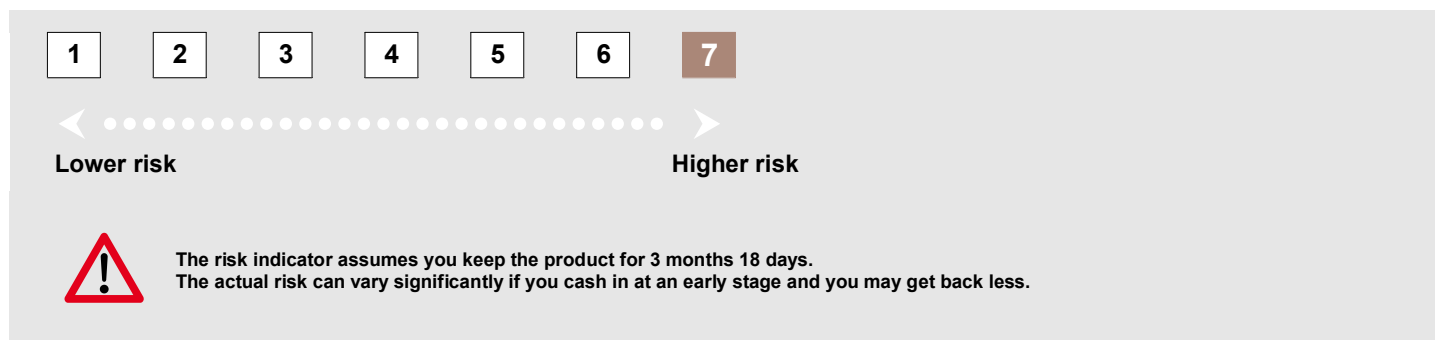 1 2 3 4 5 6 7
Lower risk Higher risk
The risk indicator assumes you keep the product for 3 months 18 days.
The actual risk can vary significantly if you cash in at an early stage and you may get back less.